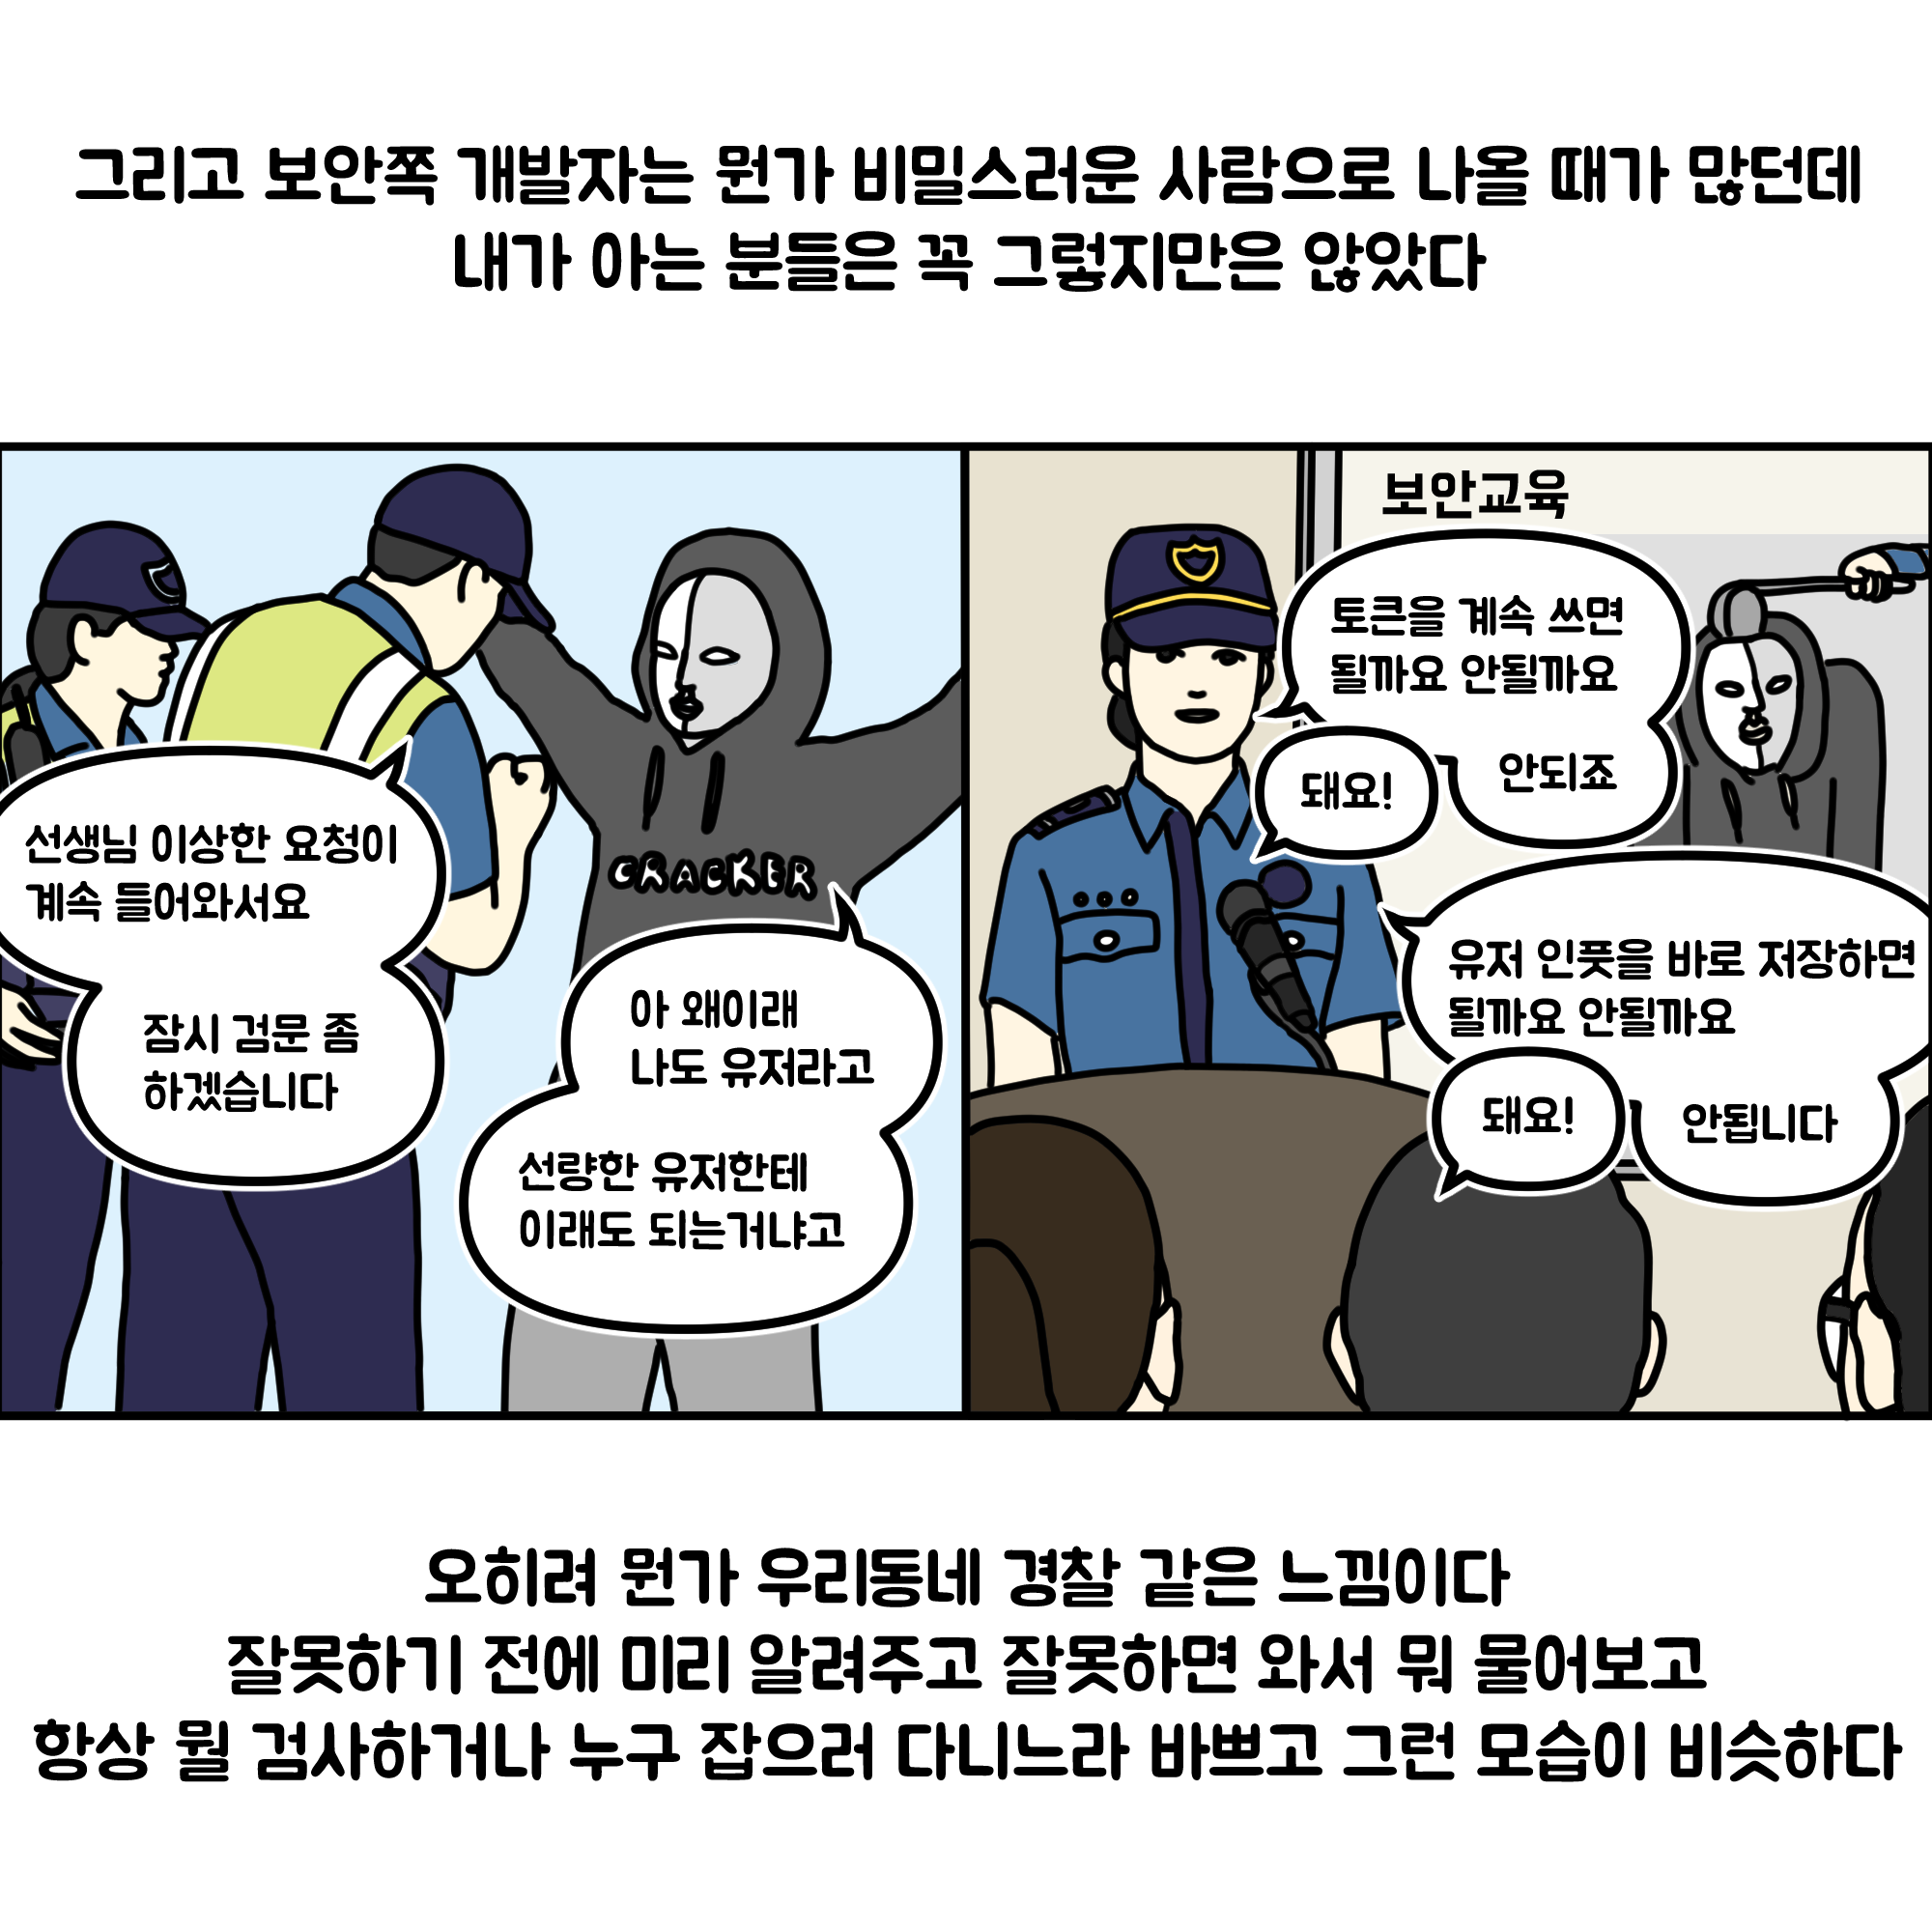 그리고 보안쪽 개발자는 뭔가 비밀스러운 사람으로 나올 때가 많던데
내가 아는 분들은 꼭 그렇지만은 않았다
선생님 이상한 요청이
계속 들어와서요
잠시 검문 좀
하겠습니다
CRACKER
아 왜이래
나도 유저라고
선량한 유저한테
이래도 되는거냐고
보안교육
토큰을 계속 쓰면
될까요 안될까요
돼요!
안되죠
유저 인풋을 바로 저장하면
될까요 안될까요
돼요!
안됩니다
오히려 뭔가 우리동네 경찰 같은 느낌이다
잘못하기 전에 미리 알려주고 잘못하면 와서 뭐 물어보고
항상 뭘 검사하거나 누구 잡으러 다니느라 바쁘고 그런 모습이 비슷하다